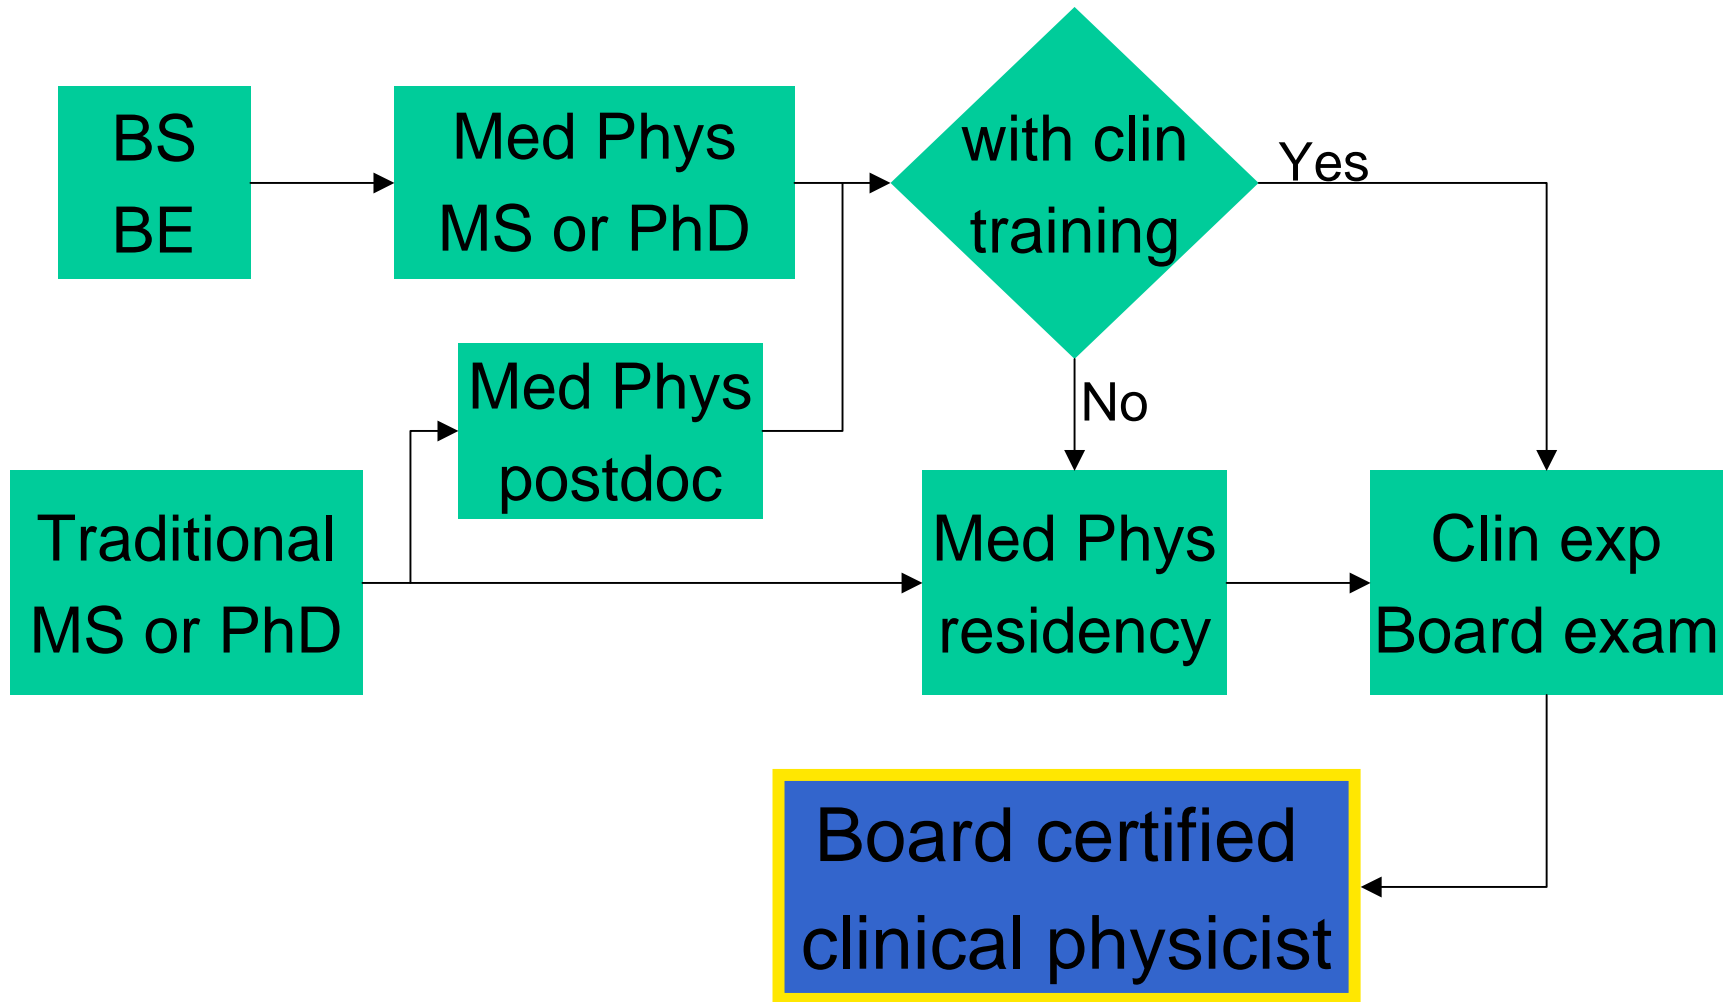 BS
BE
Med Phys
MS or PhD
with clin
training
Yes
No
Med Phys
postdoc
Traditional
MS or PhD
Med Phys
residency
Clin exp
Board exam
Board certified
clinical physicist